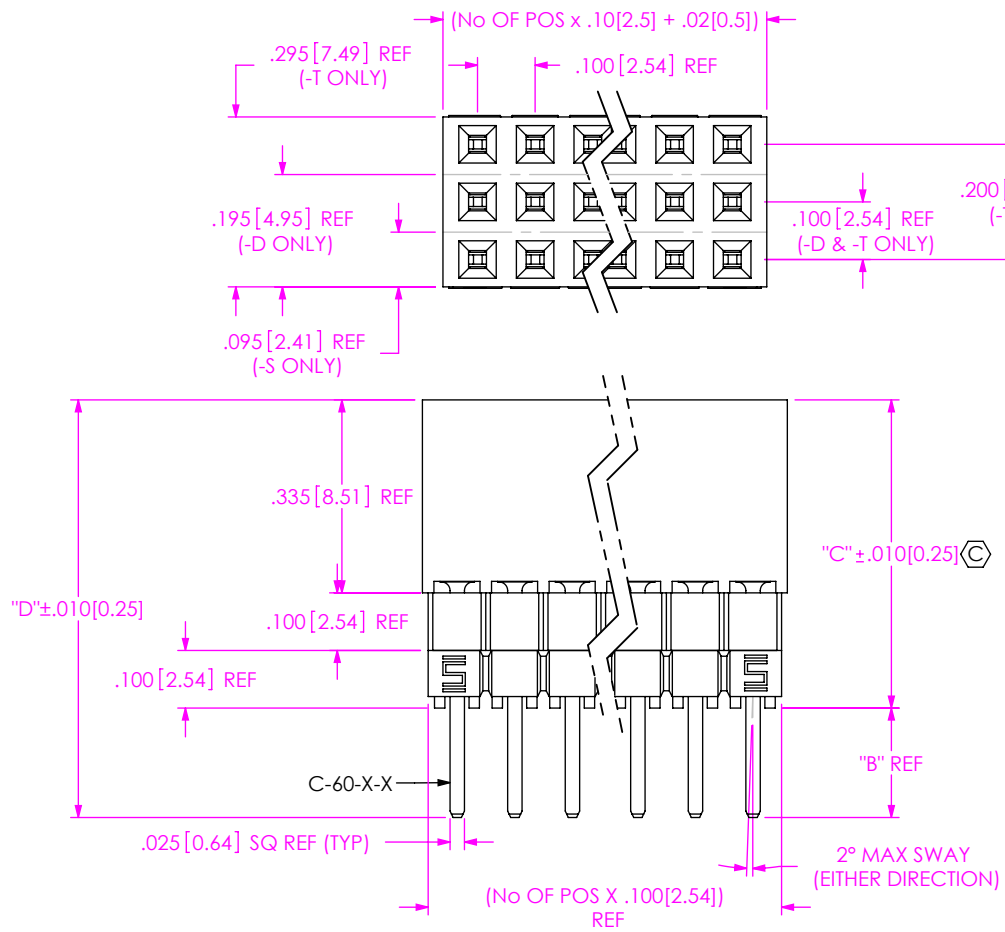 (No OF POS x .10[2.5] + .02[0.5])
.295[7.49] REF
(-T ONLY)
.100[2.54] REF
.195[4.95] REF
(-D ONLY)
.200[
(-T
.100[2.54] REF
(-D & -T ONLY)
.095[2.41] REF
(-S ONLY)
.335[8.51] REF
"C"±.010[0.25] C
"D"±.010[0.25]
.100[2.54] REF
.100[2.54] REF
"B" REF
C-60-X-X
.025[0.64] SQ REF (TYP)
2° MAX SWAY
(EITHER DIRECTION)
(No OF POS X .100[2.54])
REF